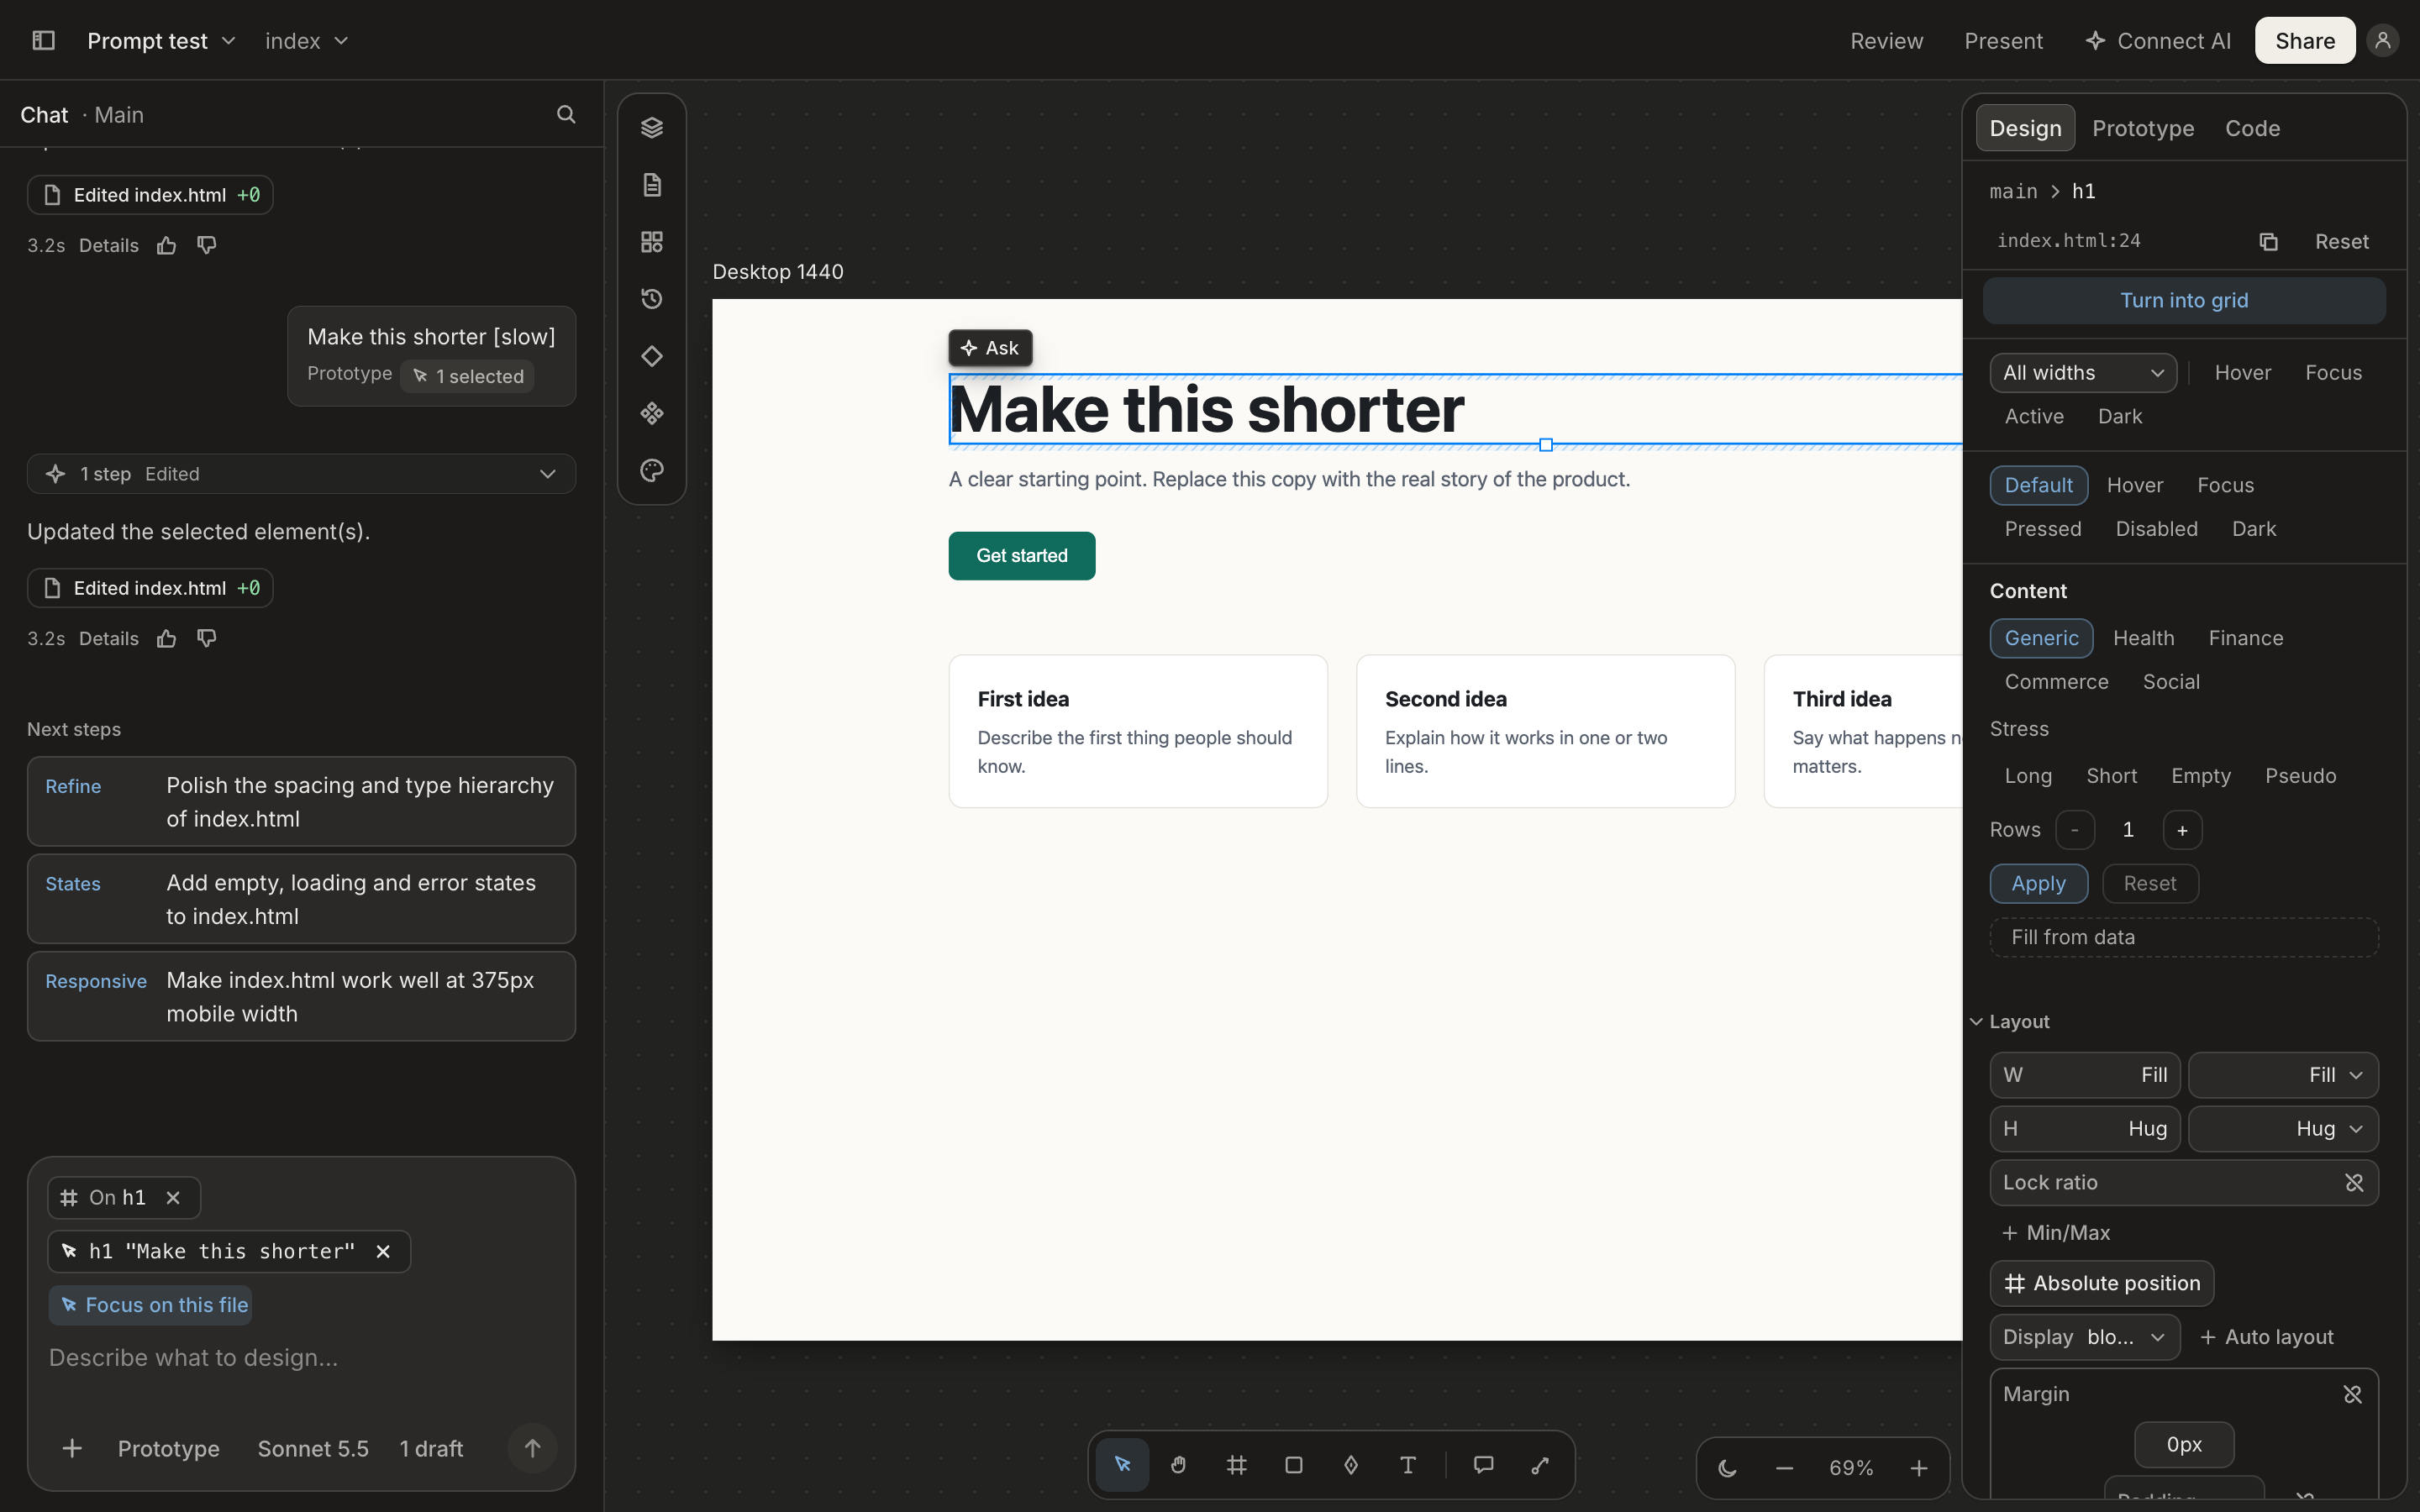 Prompt test
index
Review
Present
Connect AI
Share
Chat · Main
Edited index.html +0
3.2s Details
Make this shorter [slow]
Prototype 1 selected
1 step Edited
Updated the selected element(s).
Edited index.html +0
3.2s Details
Next steps
Refine Polish the spacing and type hierarchy
of index.html
States Add empty, loading and error states
to index.html
Responsive Make index.html work well at 375px
mobile width
On h1
h1 "Make this shorter"
Focus on this file
Describe what to design...
Prototype Sonnet 5.5 1 draft
Desktop 1440
Ask
Make this shorter
A clear starting point. Replace this copy with the real story of the product.
Get started
First idea
Describe the first thing people should
know.
Second idea
Explain how it works in one or two
lines.
Third idea
Say what happens
matters.
69%
Design Prototype Code
main > h1
index.html:24 Reset
Turn into grid
All widths Hover Focus
Active Dark
Default Hover Focus
Pressed Disabled Dark
Content
Generic Health Finance
Commerce Social
Stress
Long Short Empty Pseudo
Rows - 1 +
Apply Reset
Fill from data
Layout
W Fill Fill
H Hug Hug
Lock ratio
+ Min/Max
Absolute position
Display blo... + Auto layout
Margin
0px